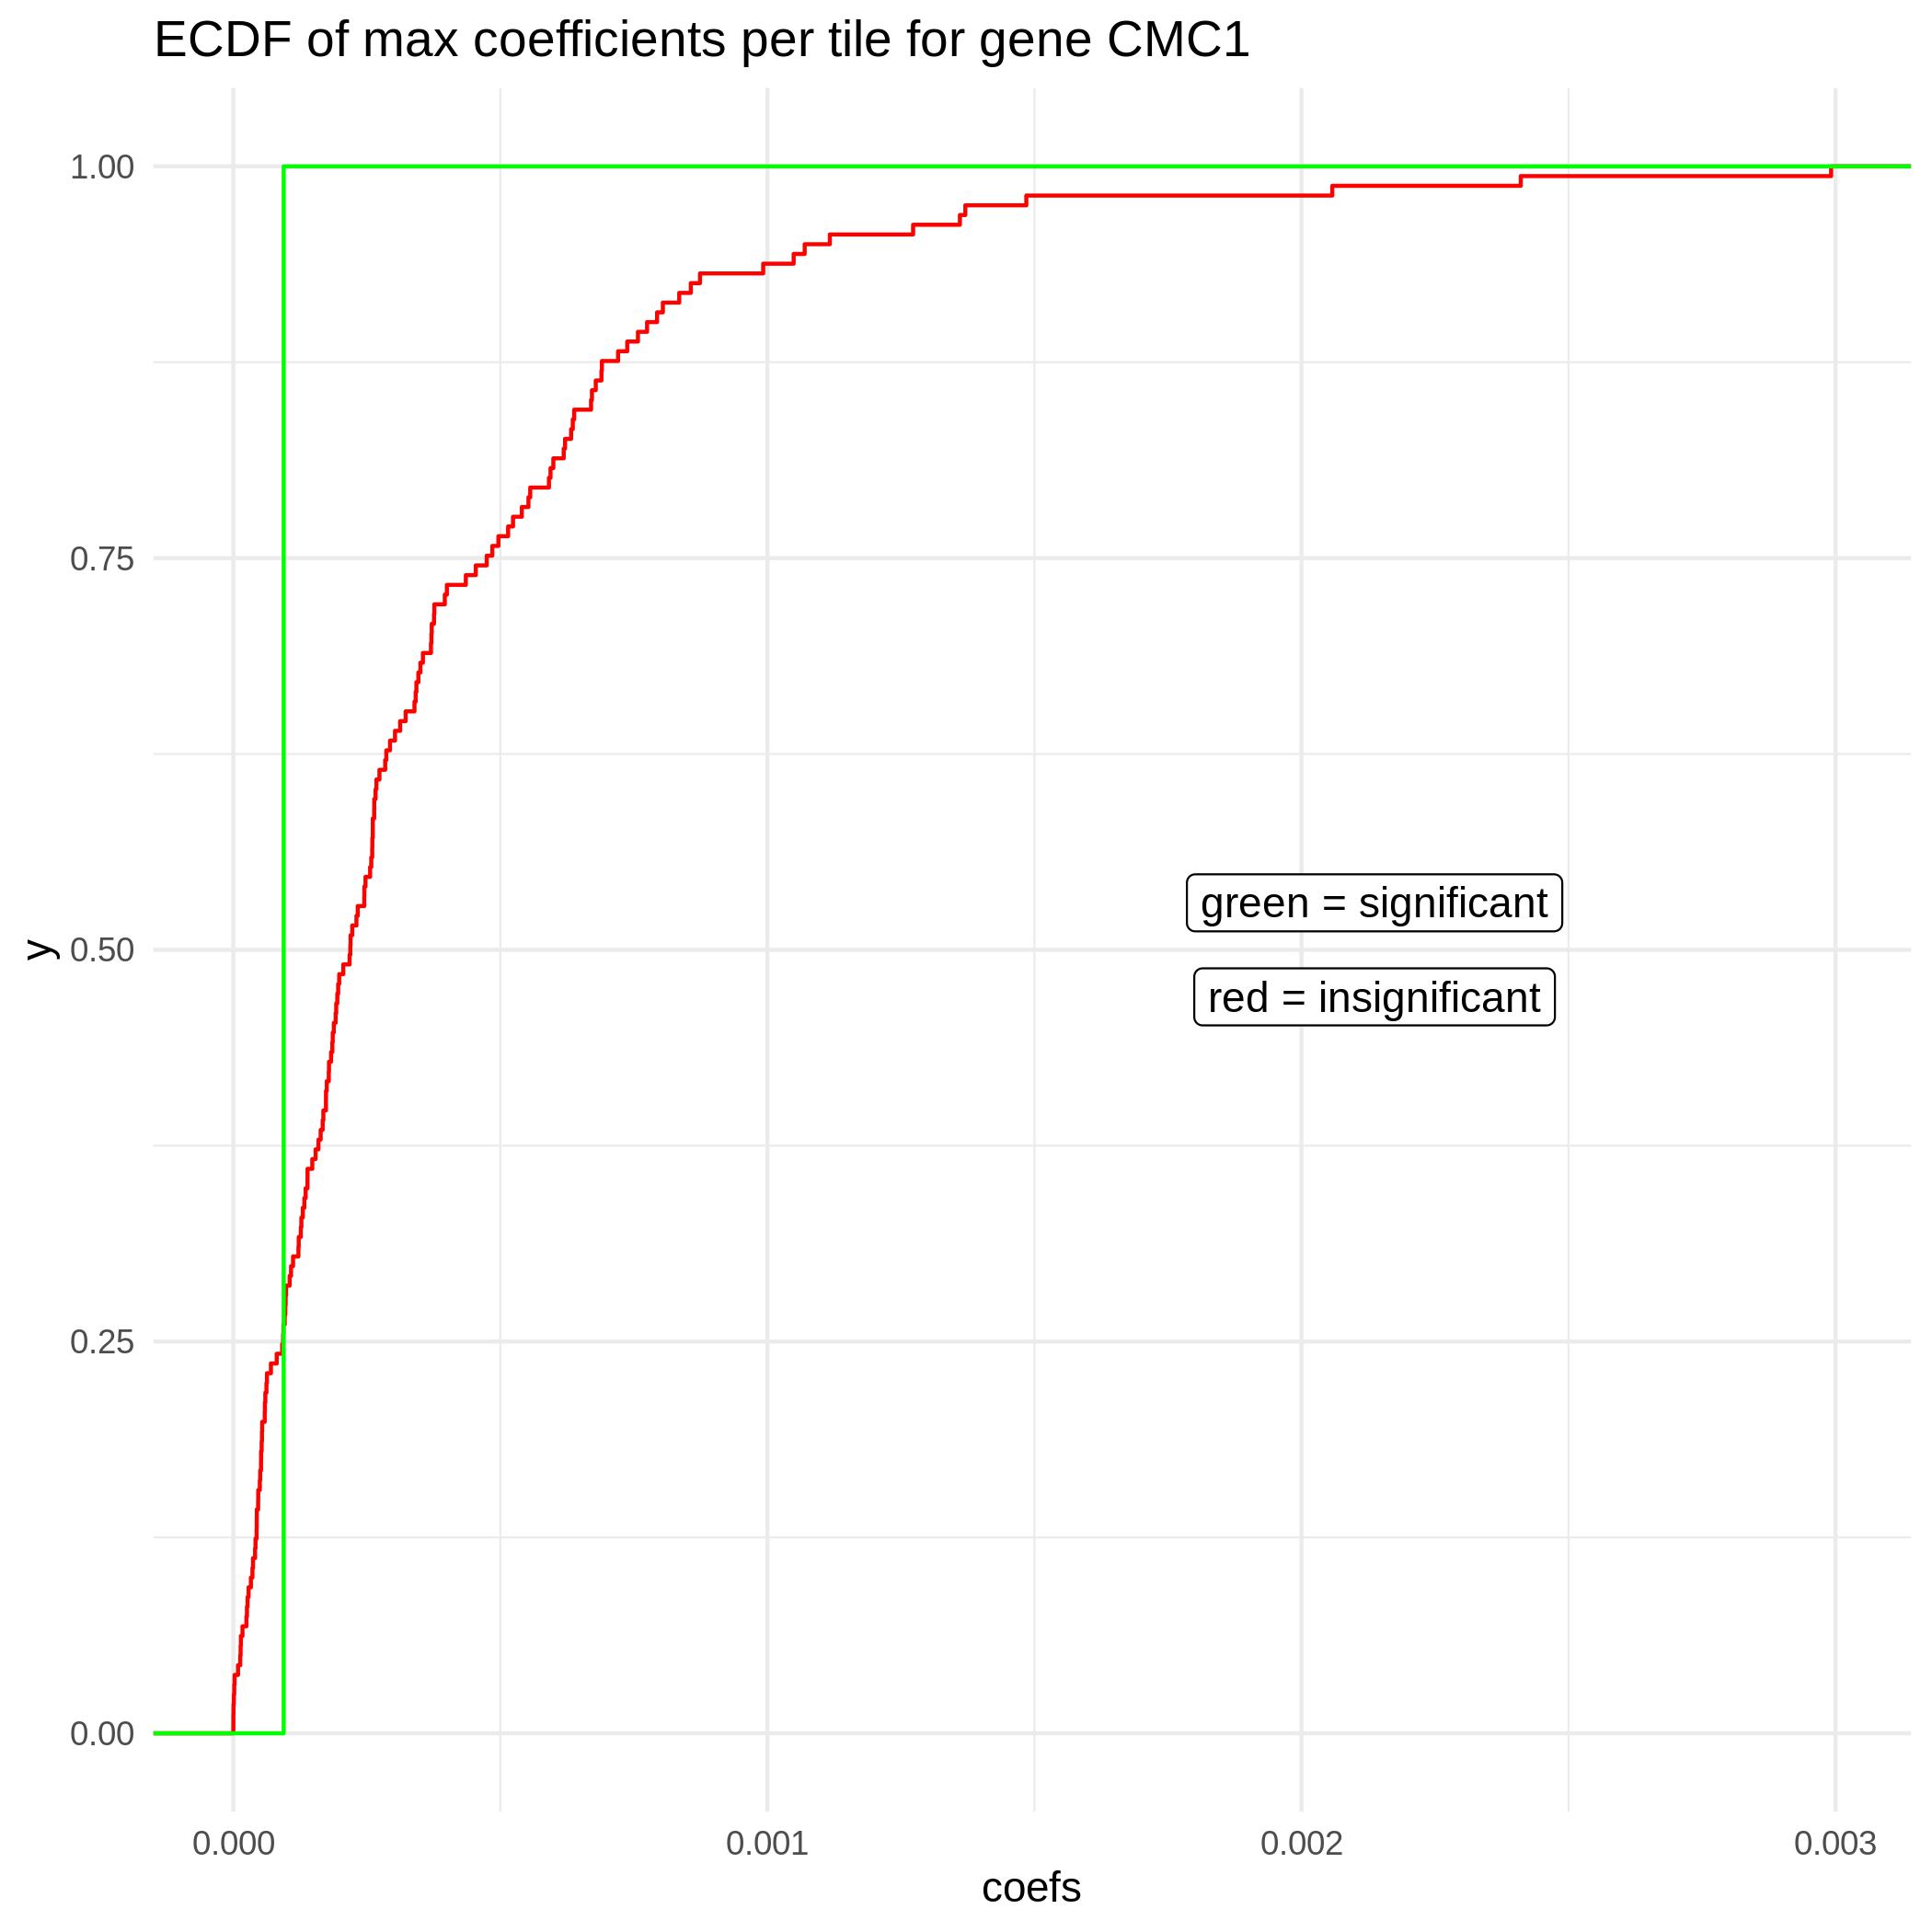 ECDF of max coefficients per tile for gene CMC1
1.00
0.75
0.50
0.25
0.00
y
green = significant
red = insignificant
0.000
0.001
0.002
0.003
coefs